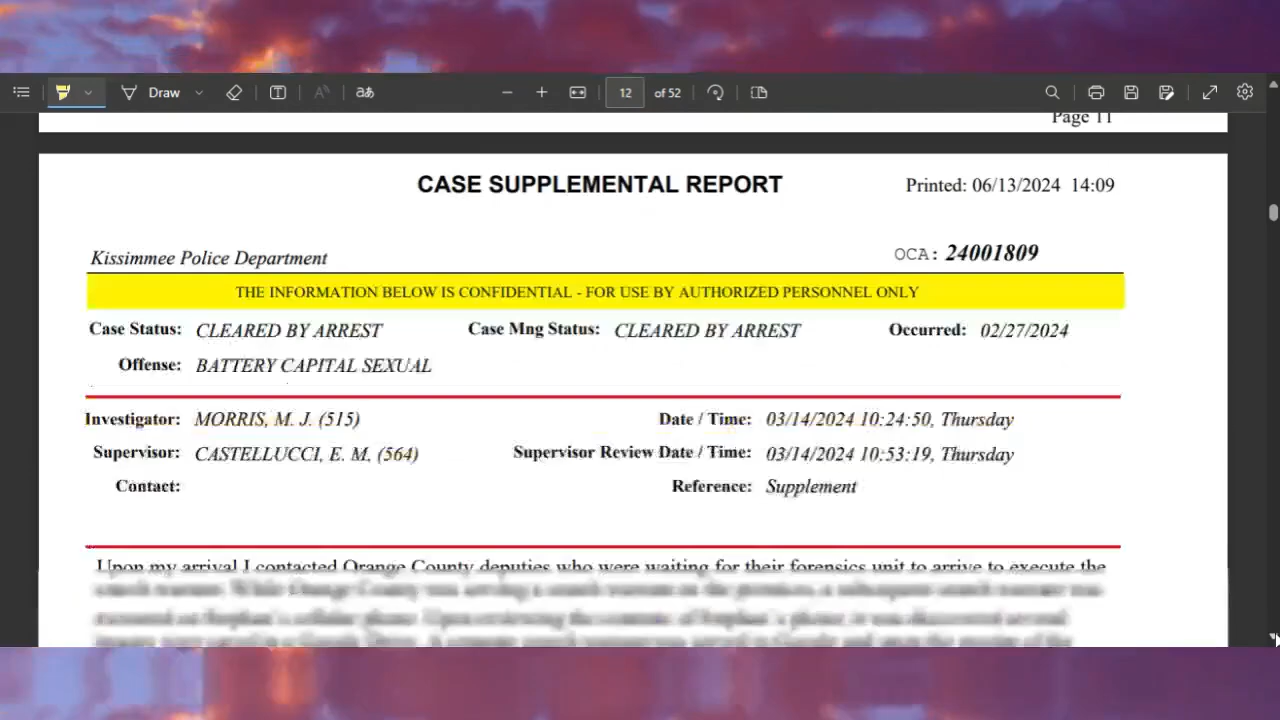 Draw
12 of 52
Page 11
CASE SUPPLEMENTAL REPORT
Printed: 06/13/2024 14:09
Kissimmee Police Department
OCA: 24001809
THE INFORMATION BELOW IS CONFIDENTIAL - FOR USE BY AUTHORIZED PERSONNEL ONLY
Case Status: CLEARED BY ARREST Case Mng Status: CLEARED BY ARREST Occurred: 02/27/2024
Offense: BATTERY CAPITAL SEXUAL
Investigator: MORRIS, M. J. (515) Date / Time: 03/14/2024 10:24:50, Thursday
Supervisor: CASTELLUCCI, E. M. (564) Supervisor Review Date / Time: 03/14/2024 10:53:19, Thursday
Contact: Reference: Supplement
Upon my arrival I contacted Orange County deputies who were waiting for their forensics unit to arrive to execute the